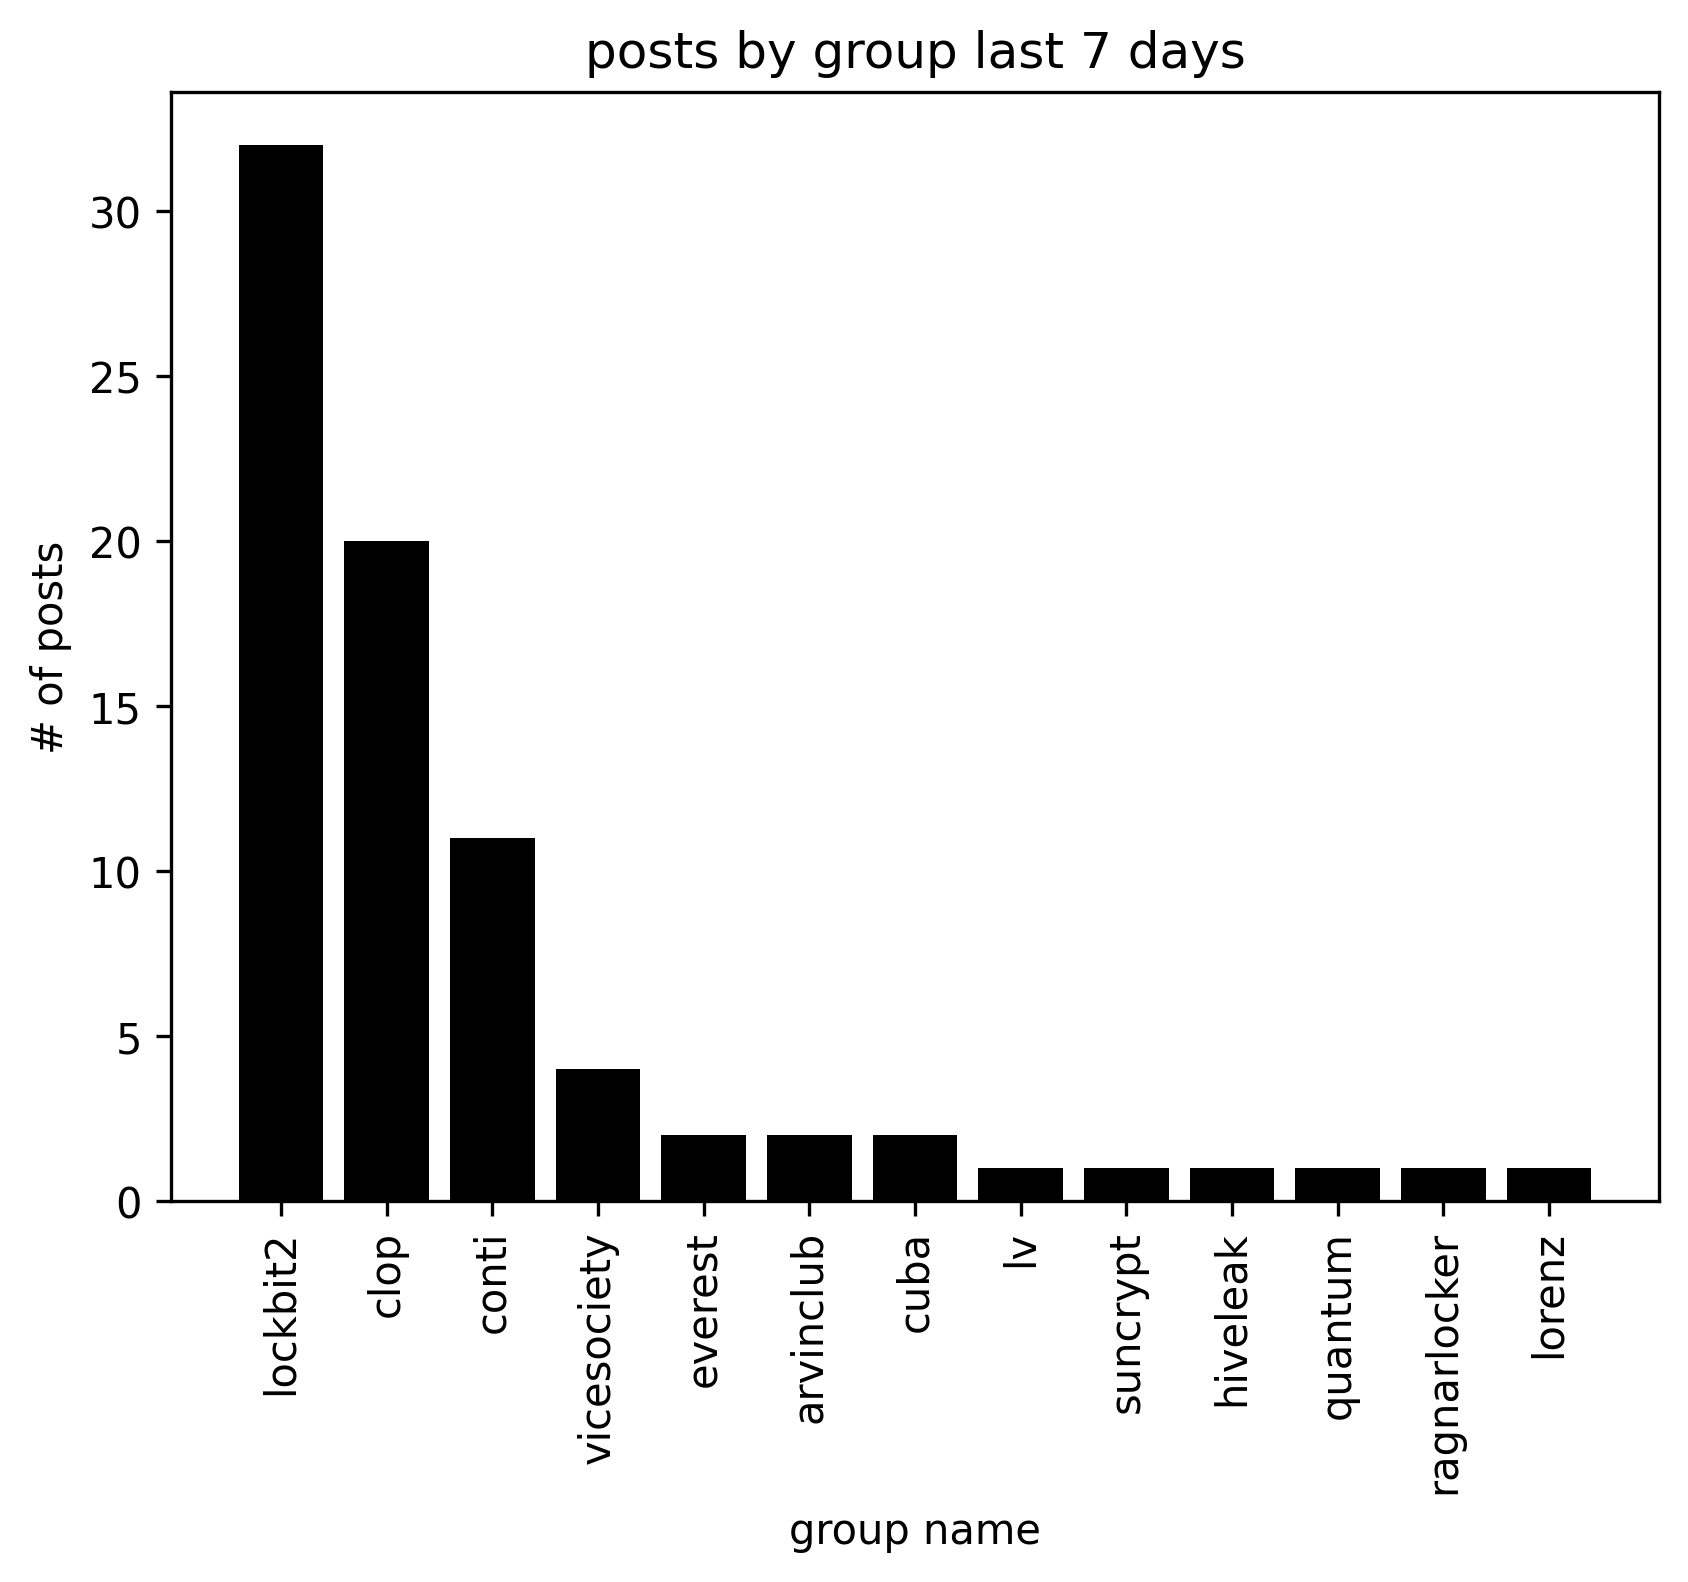 posts by group last 7 days
# of posts
30
25
20
15
10
5
0
lockbit2
clop
conti
vicesociety
everest
arvinclub
cuba
lv
suncrypt
hiveleak
quantum
ragnarlocker
lorenz
group name